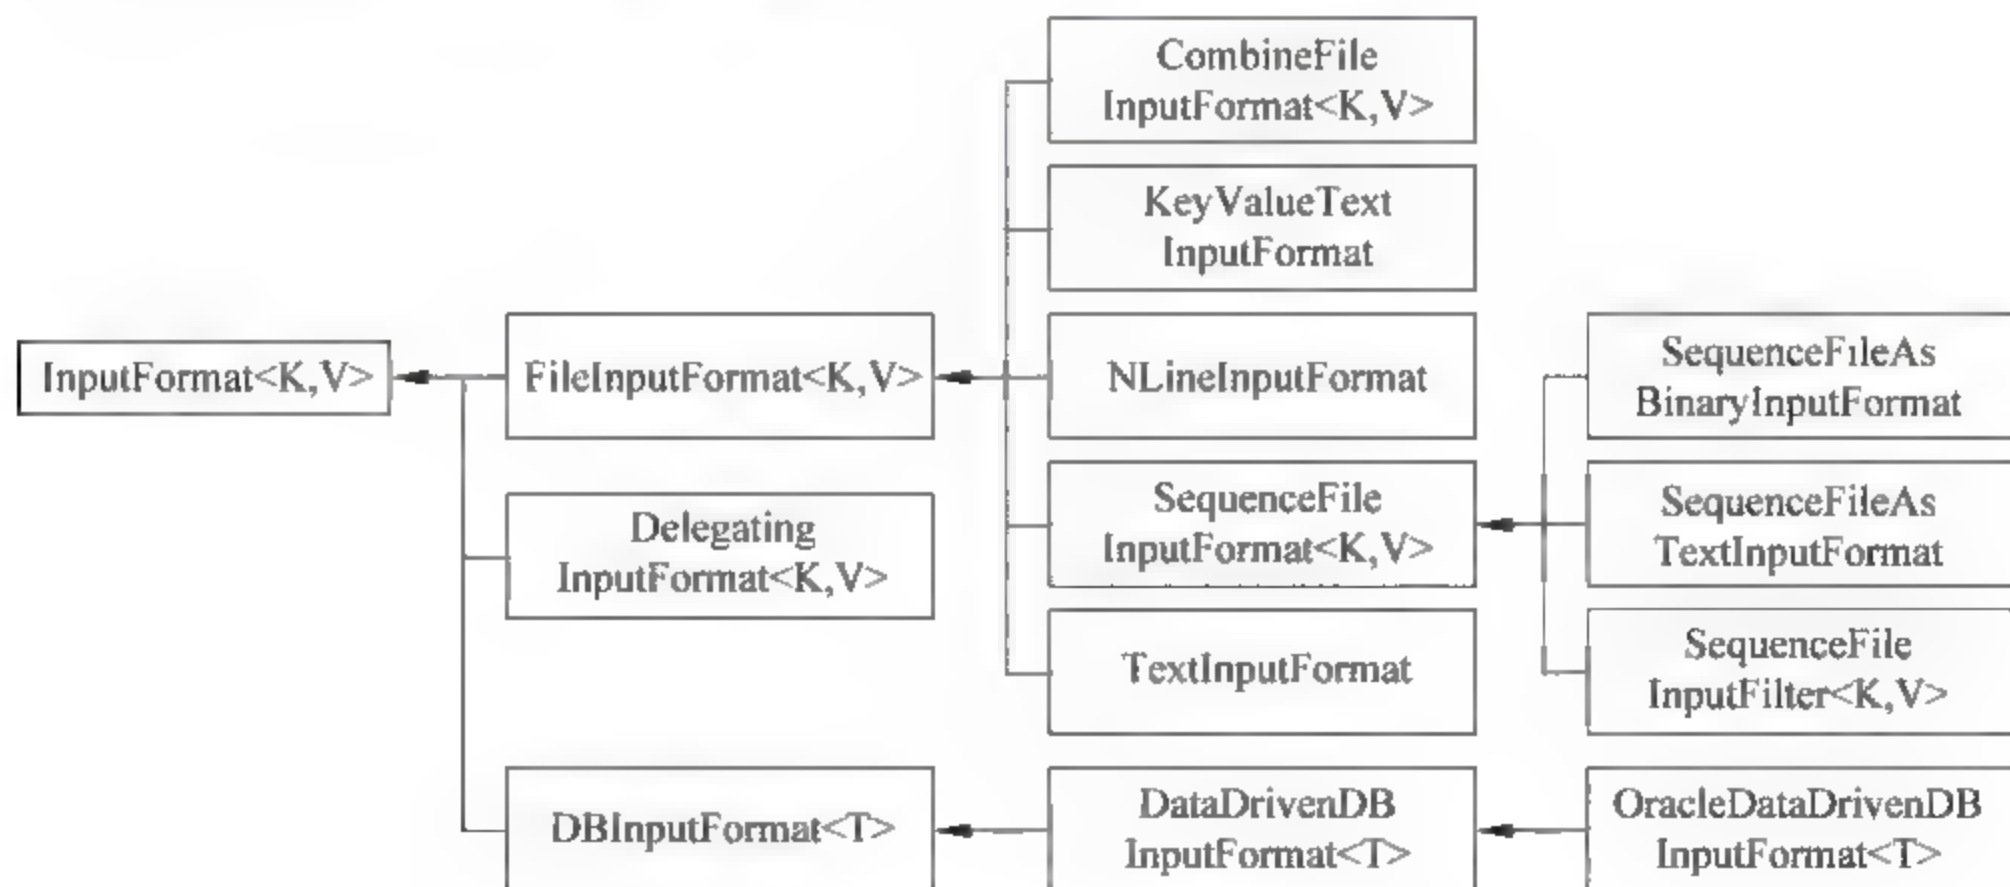 InputFormat<K,V>
FileInputFormat<K,V>
Delegating
InputFormat<K,V>
DBInputFormat<T>
CombineFile
InputFormat<K,V>
KeyValueText
InputFormat
NLineInputFormat
SequenceFile
InputFormat<K,V>
TextInputFormat
DataDrivenDB
InputFormat<T>
SequenceFileAs
BinaryInputFormat
SequenceFileAs
TextInputFormat
SequenceFile
InputFilter<K,V>
OracleDataDrivenDB
InputFormat<T>